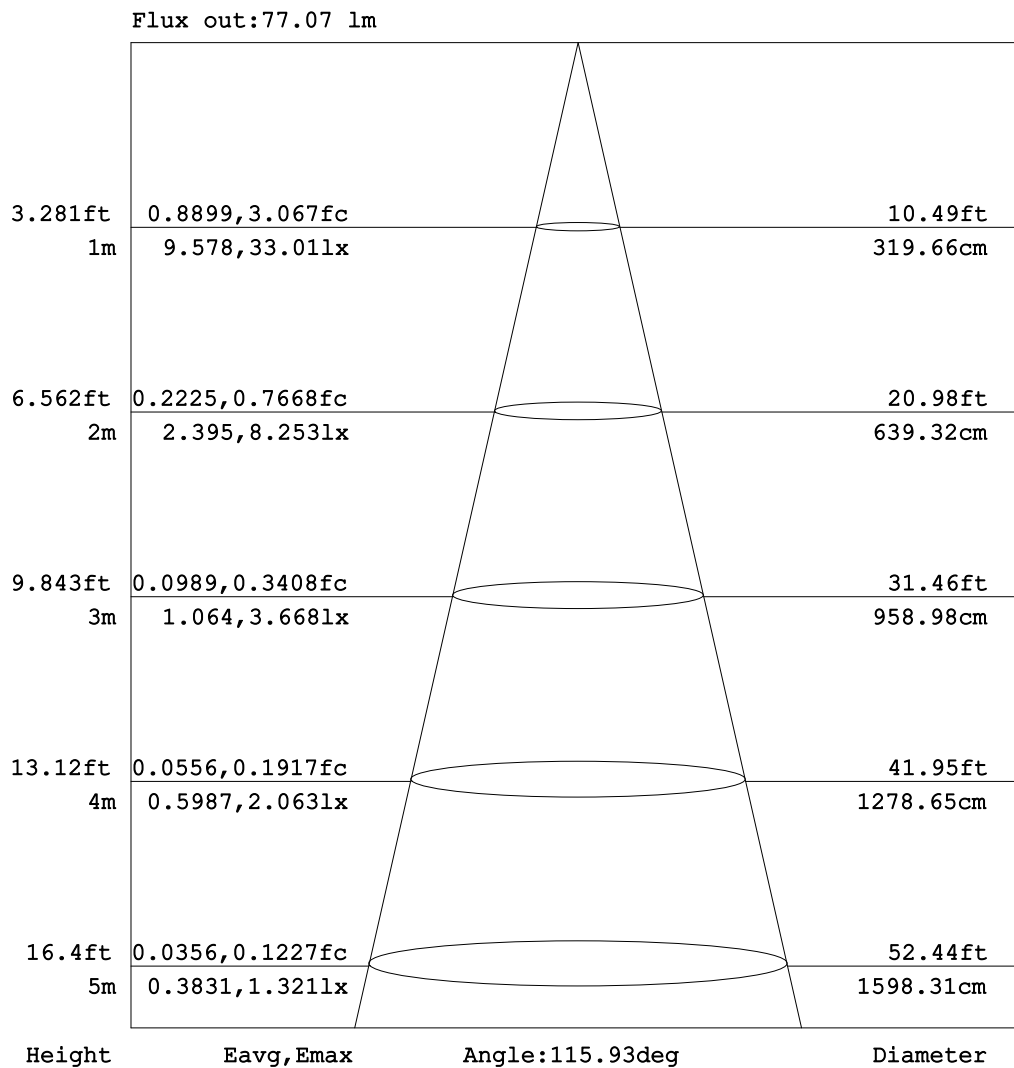 Flux out:77.07 lm
3.281ft 0.8899,3.067fc 10.49ft
1m 9.578,33.01lx 319.66cm
6.562ft 0.2225,0.7668fc 20.98ft
2m 2.395,8.253lx 639.32cm
9.843ft 0.0989,0.3408fc 31.46ft
3m 1.064,3.668lx 958.98cm
13.12ft 0.0556,0.1917fc 41.95ft
4m 0.5987,2.063lx 1278.65cm
16.4ft 0.0356,0.1227fc 52.44ft
5m 0.3831,1.321lx 1598.31cm
Height Eavg,Emax Angle:115.93deg Diameter